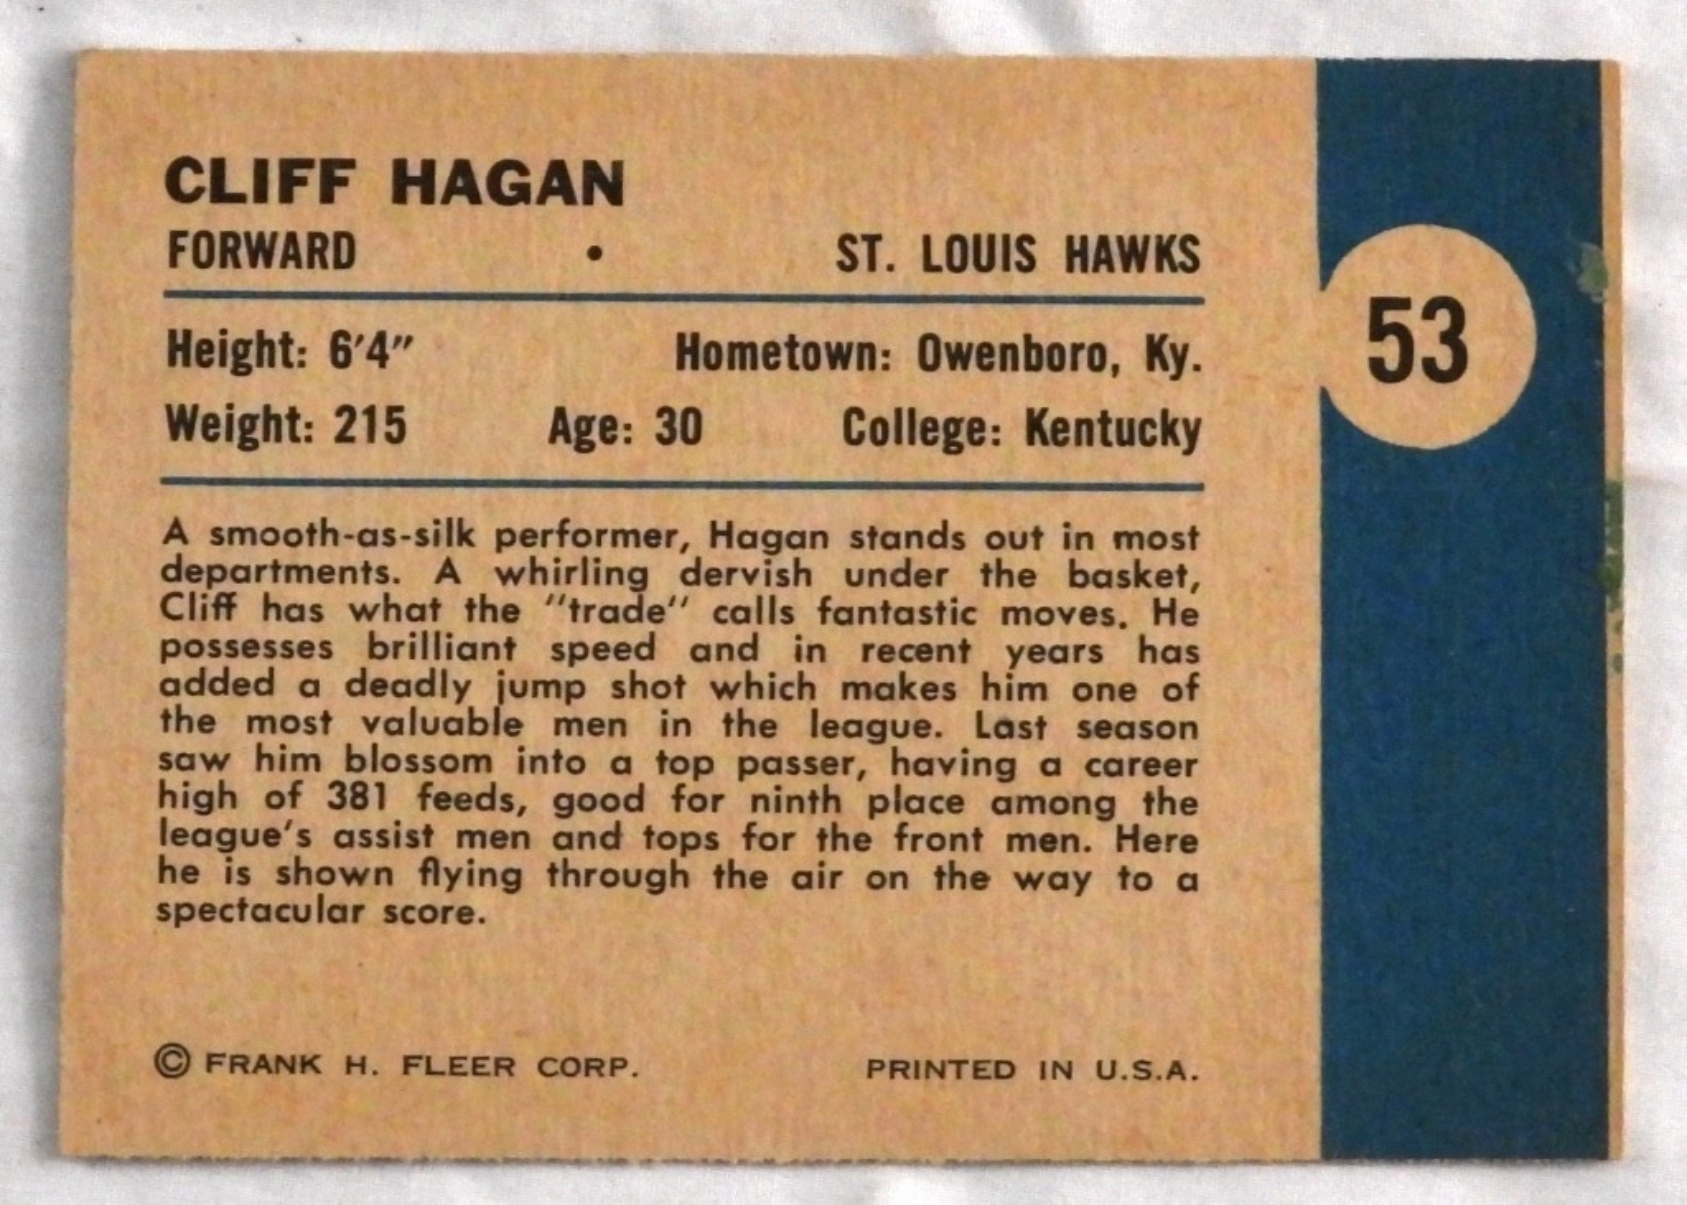 CLIFF HAGAN
FORWARD • ST. LOUIS HAWKS
Height: 6'4" Hometown: Owenboro, Ky.
Weight: 215 Age: 30 College: Kentucky
53
A smooth-as-silk performer, Hagan stands out in most
departments. A whirling dervish under the basket,
Cliff has what the "trade" calls fantastic moves. He
possesses brilliant speed and in recent years has
added a deadly jump shot which makes him one of
the most valuable men in the league. Last season
saw him blossom into a top passer, having a career
high of 381 feeds, good for ninth place among the
league's assist men and tops for the front men. Here
he is shown flying through the air on the way to a
spectacular score.
© FRANK H. FLEER CORP. PRINTED IN U.S.A.